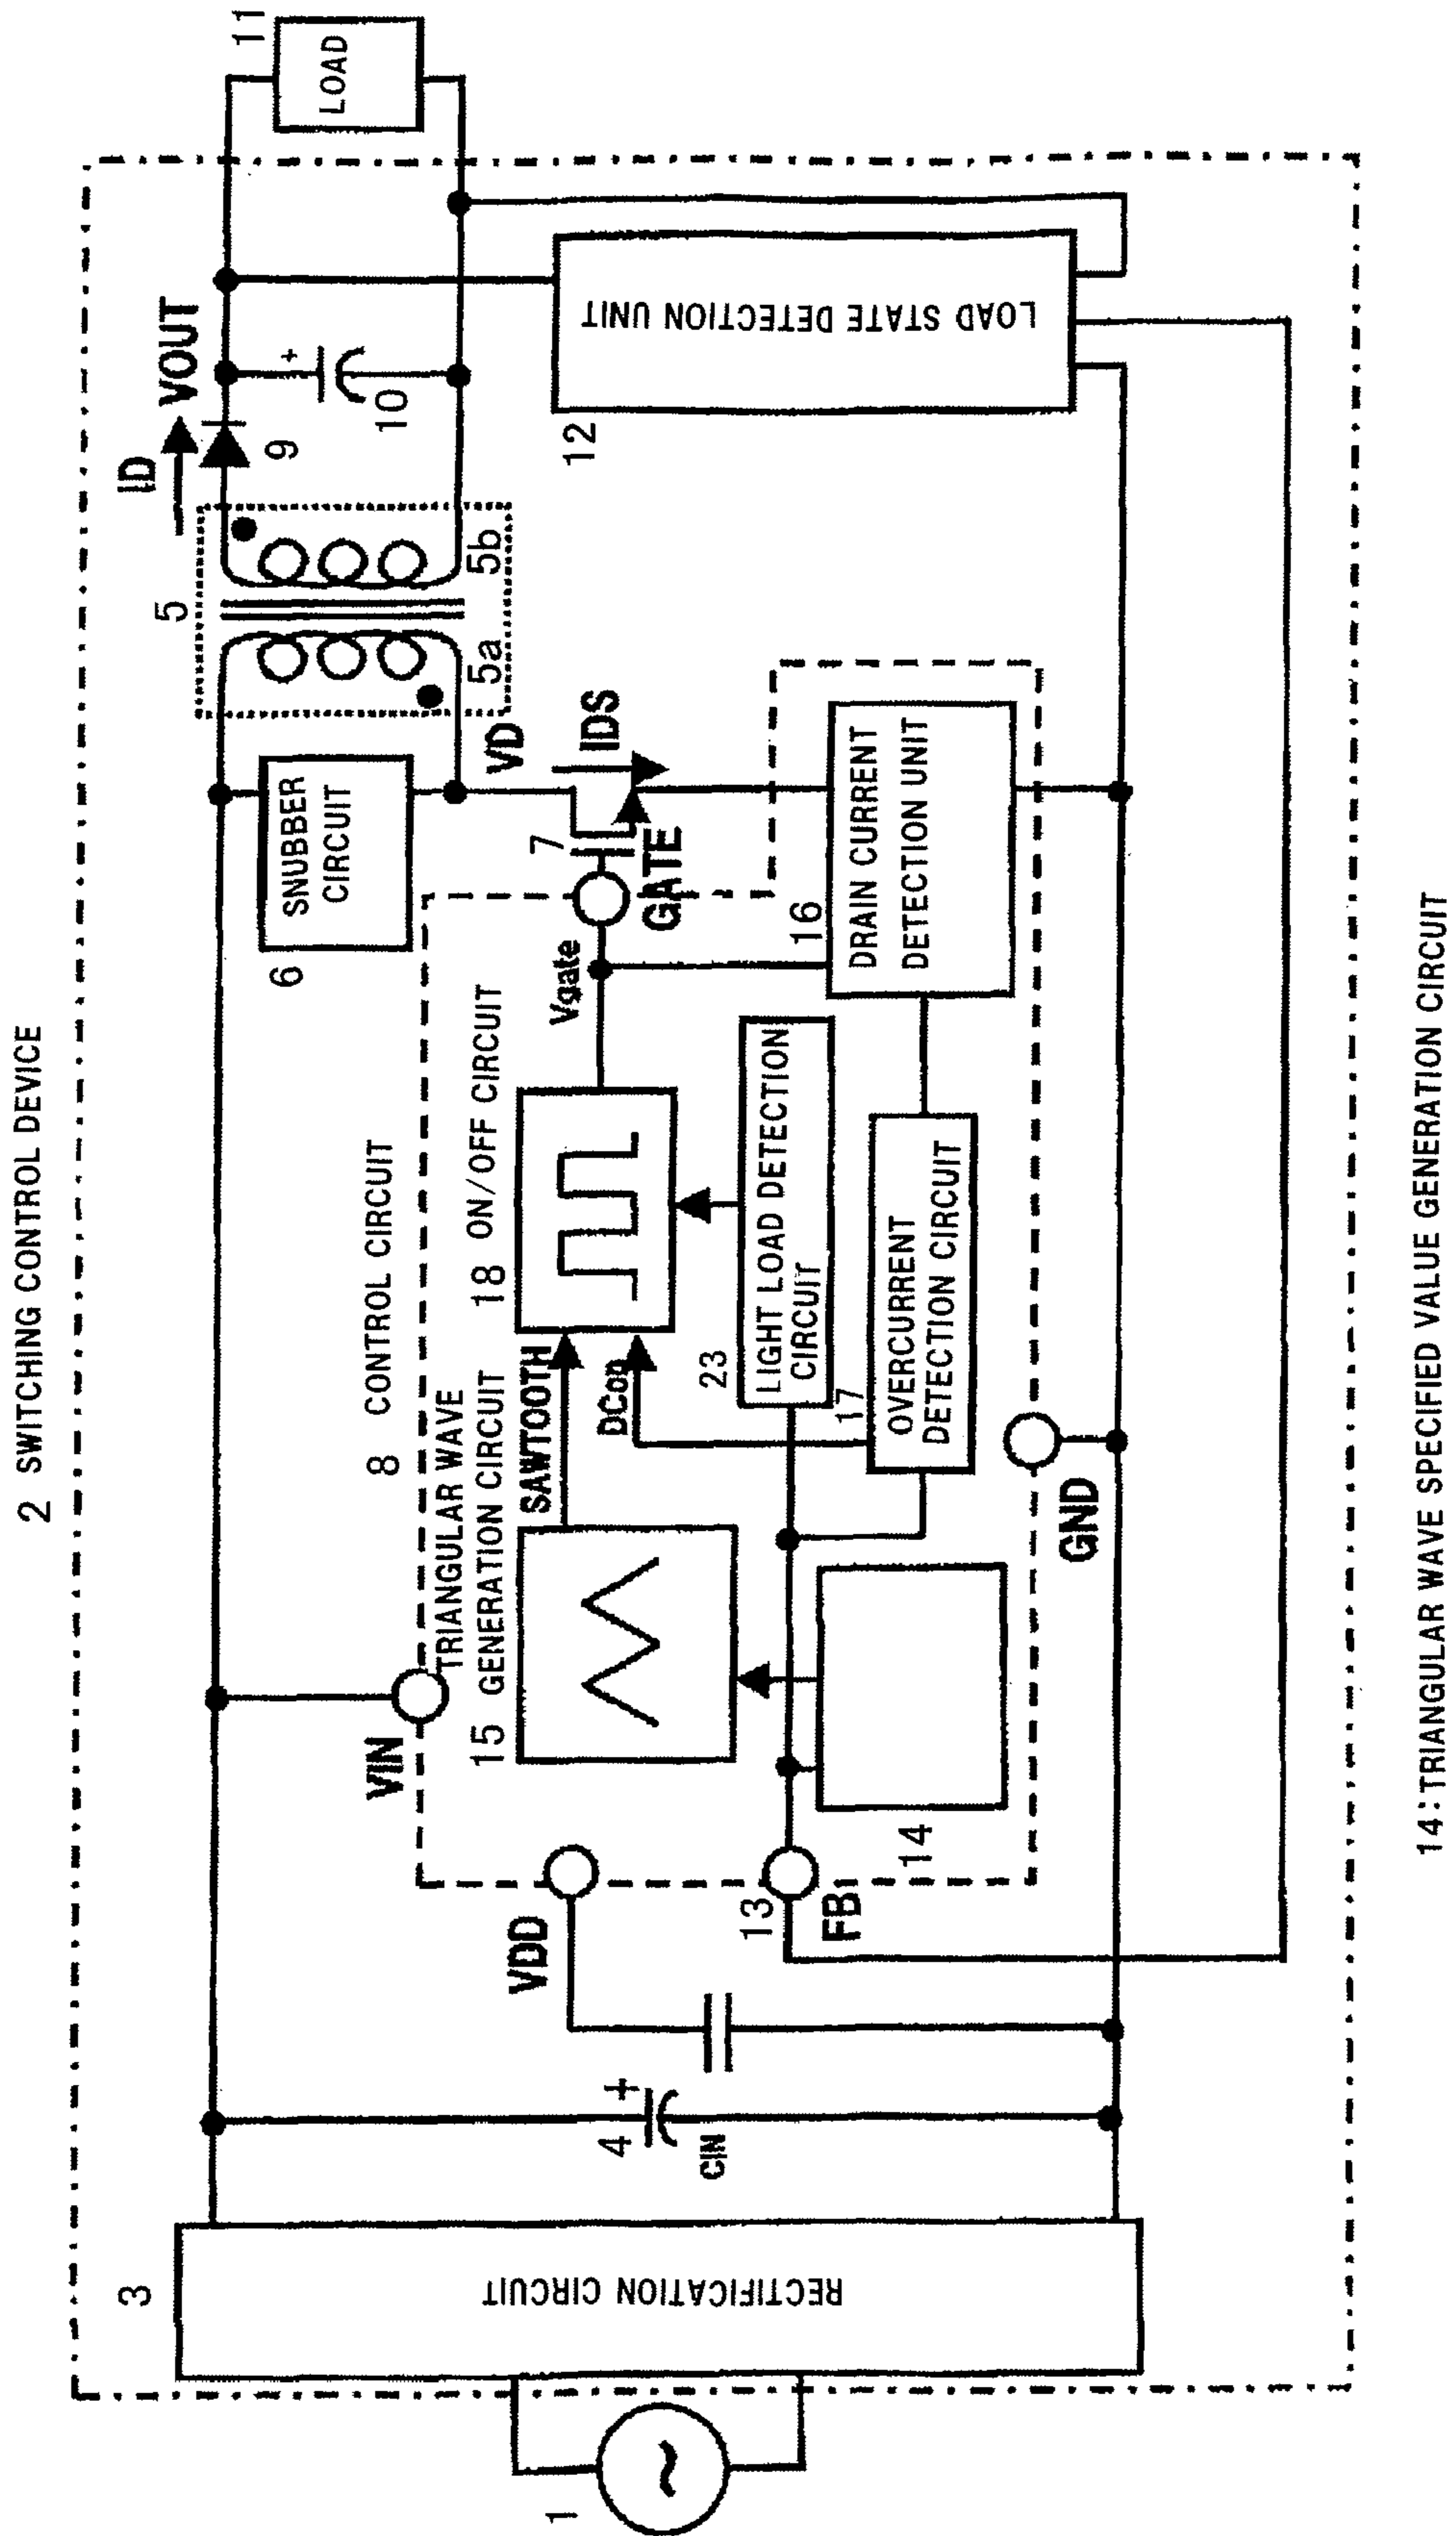 2 SWITCHING CONTROL DEVICE
1
3
RECTIFICATION CIRCUIT
4
+
CIN
VDD
13
FB
VIN
8 CONTROL CIRCUIT
TRIANGULAR WAVE
15 GENERATION CIRCUIT
14
SAWTOOTH
DCon
18 ON/OFF CIRCUIT
23
LIGHT LOAD DETECTION
CIRCUIT
17
OVERCURRENT
DETECTION CIRCUIT
GND
Vgate
GATE
16
DRAIN CURRENT
DETECTION UNIT
6
SNUBBER
CIRCUIT
7
VD
IDS
5
5a
5b
ID
VOUT
9
+
10
12
LOAD STATE DETECTION UNIT
11
LOAD
14:TRIANGULAR WAVE SPECIFIED VALUE GENERATION CIRCUIT